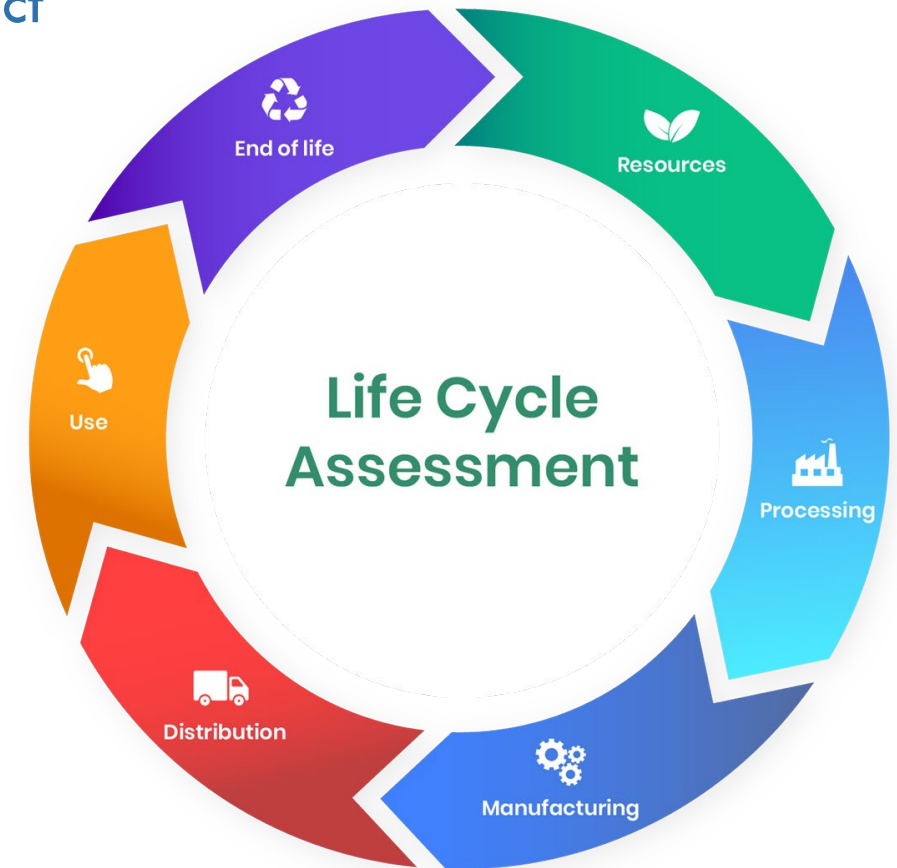 CT
End of life
Resources
Use
Life Cycle
Assessment
Processing
Distribution
Manufacturing